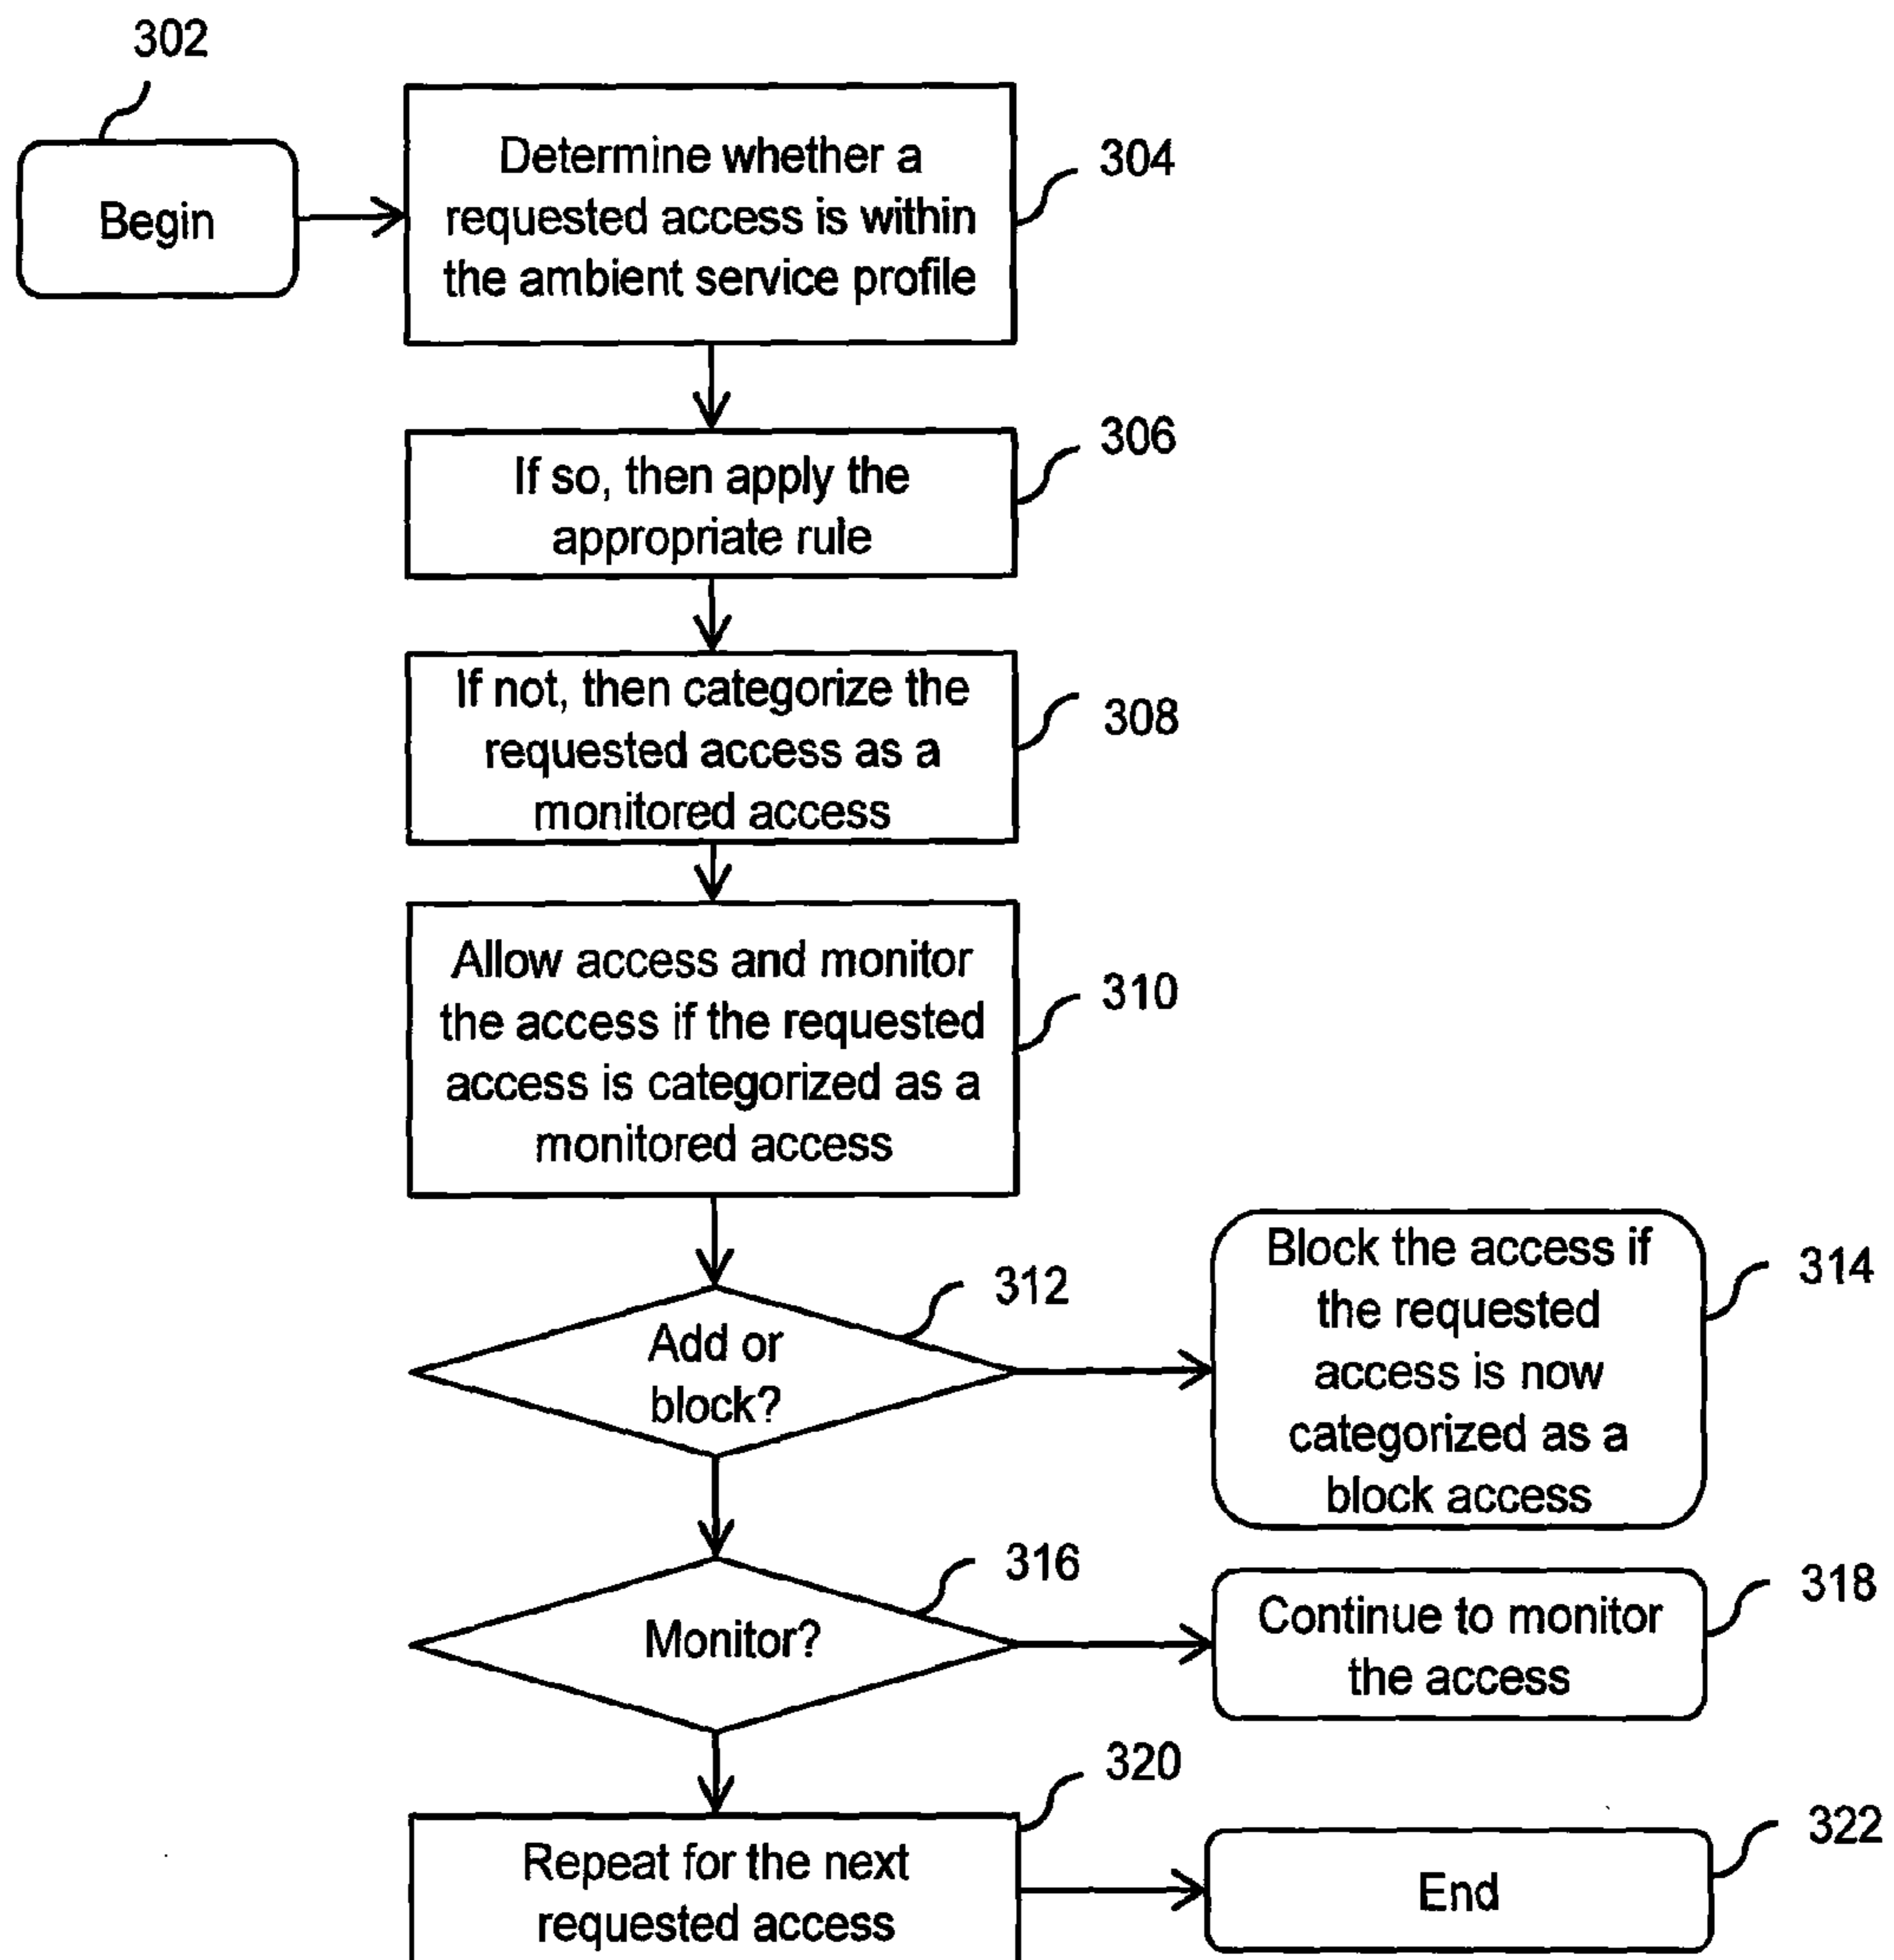 302
Begin
Determine whether a
requested access is within
the ambient service profile
304
If so, then apply the
appropriate rule
306
If not, then categorize the
requested access as a
monitored access
308
Allow access and monitor
the access if the requested
access is categorized as a
monitored access
310
Add or
block?
312
Block the access if
the requested
access is now
categorized as a
block access
314
Monitor?
316
Continue to monitor
the access
318
Repeat for the next
requested access
320
End
322